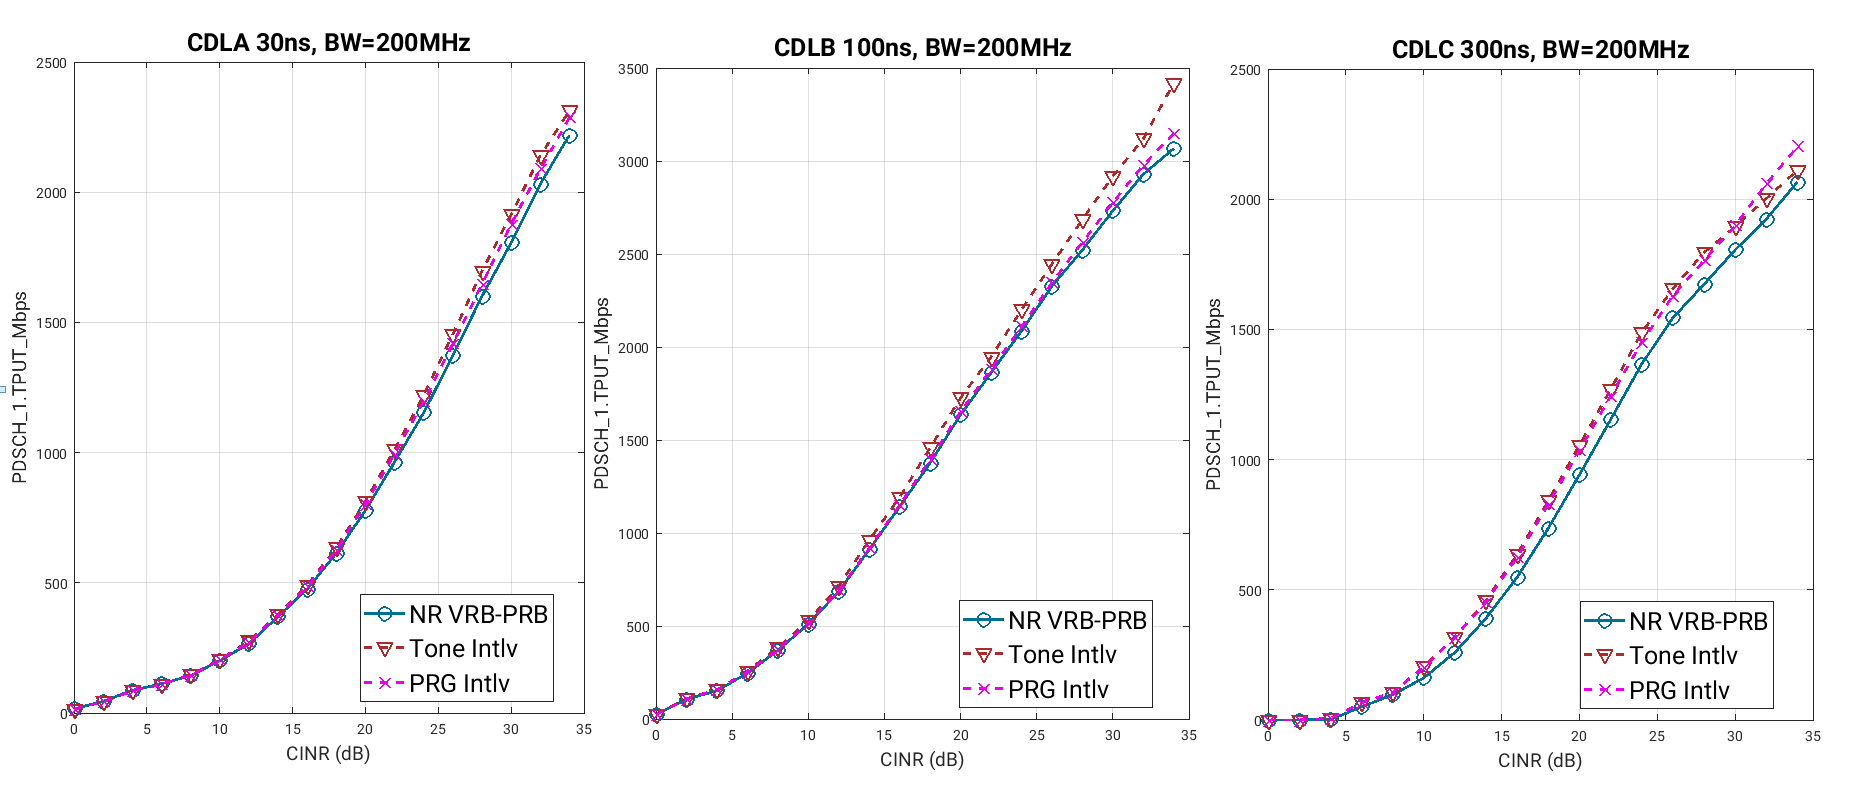 CDLA 30ns, BW=200MHz
PDSCH_1.TPUT_Mbps
2500
2000
1500
1000
500
0
0 5 10 15 20 25 30 35
CINR (dB)
NR VRB-PRB
Tone Intlv
PRG Intlv
CDLB 100ns, BW=200MHz
PDSCH_1.TPUT_Mbps
3500
3000
2500
2000
1500
1000
500
0
0 5 10 15 20 25 30 35
CINR (dB)
NR VRB-PRB
Tone Intlv
PRG Intlv
CDLC 300ns, BW=200MHz
PDSCH_1.TPUT_Mbps
2500
2000
1500
1000
500
0
0 5 10 15 20 25 30 35
CINR (dB)
NR VRB-PRB
Tone Intlv
PRG Intlv